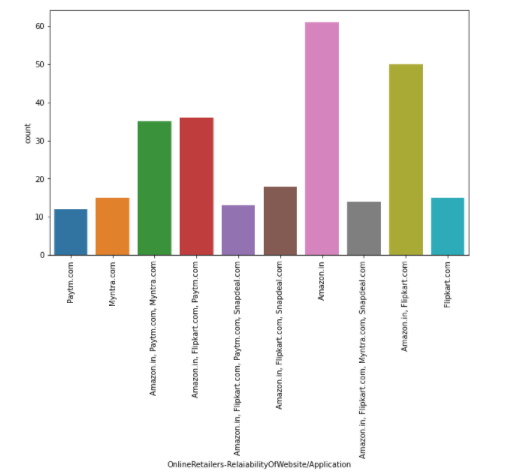 60
50
40
30
20
10
0
count
Paytm.com
Myntra.com
Amazon.in, Paytm.com, Myntra.com
Amazon.in, Flipkart.com, Paytm.com
Amazon.in, Flipkart.com, Paytm.com, Snapdeal.com
Amazon.in, Flipkart.com, Snapdeal.com
Amazon.in
Amazon.in, Flipkart.com, Myntra.com, Snapdeal.com
Amazon.in, Flipkart.com
Flipkart.com
OnlineRetailers-RelaiabilityOfWebsite/Application